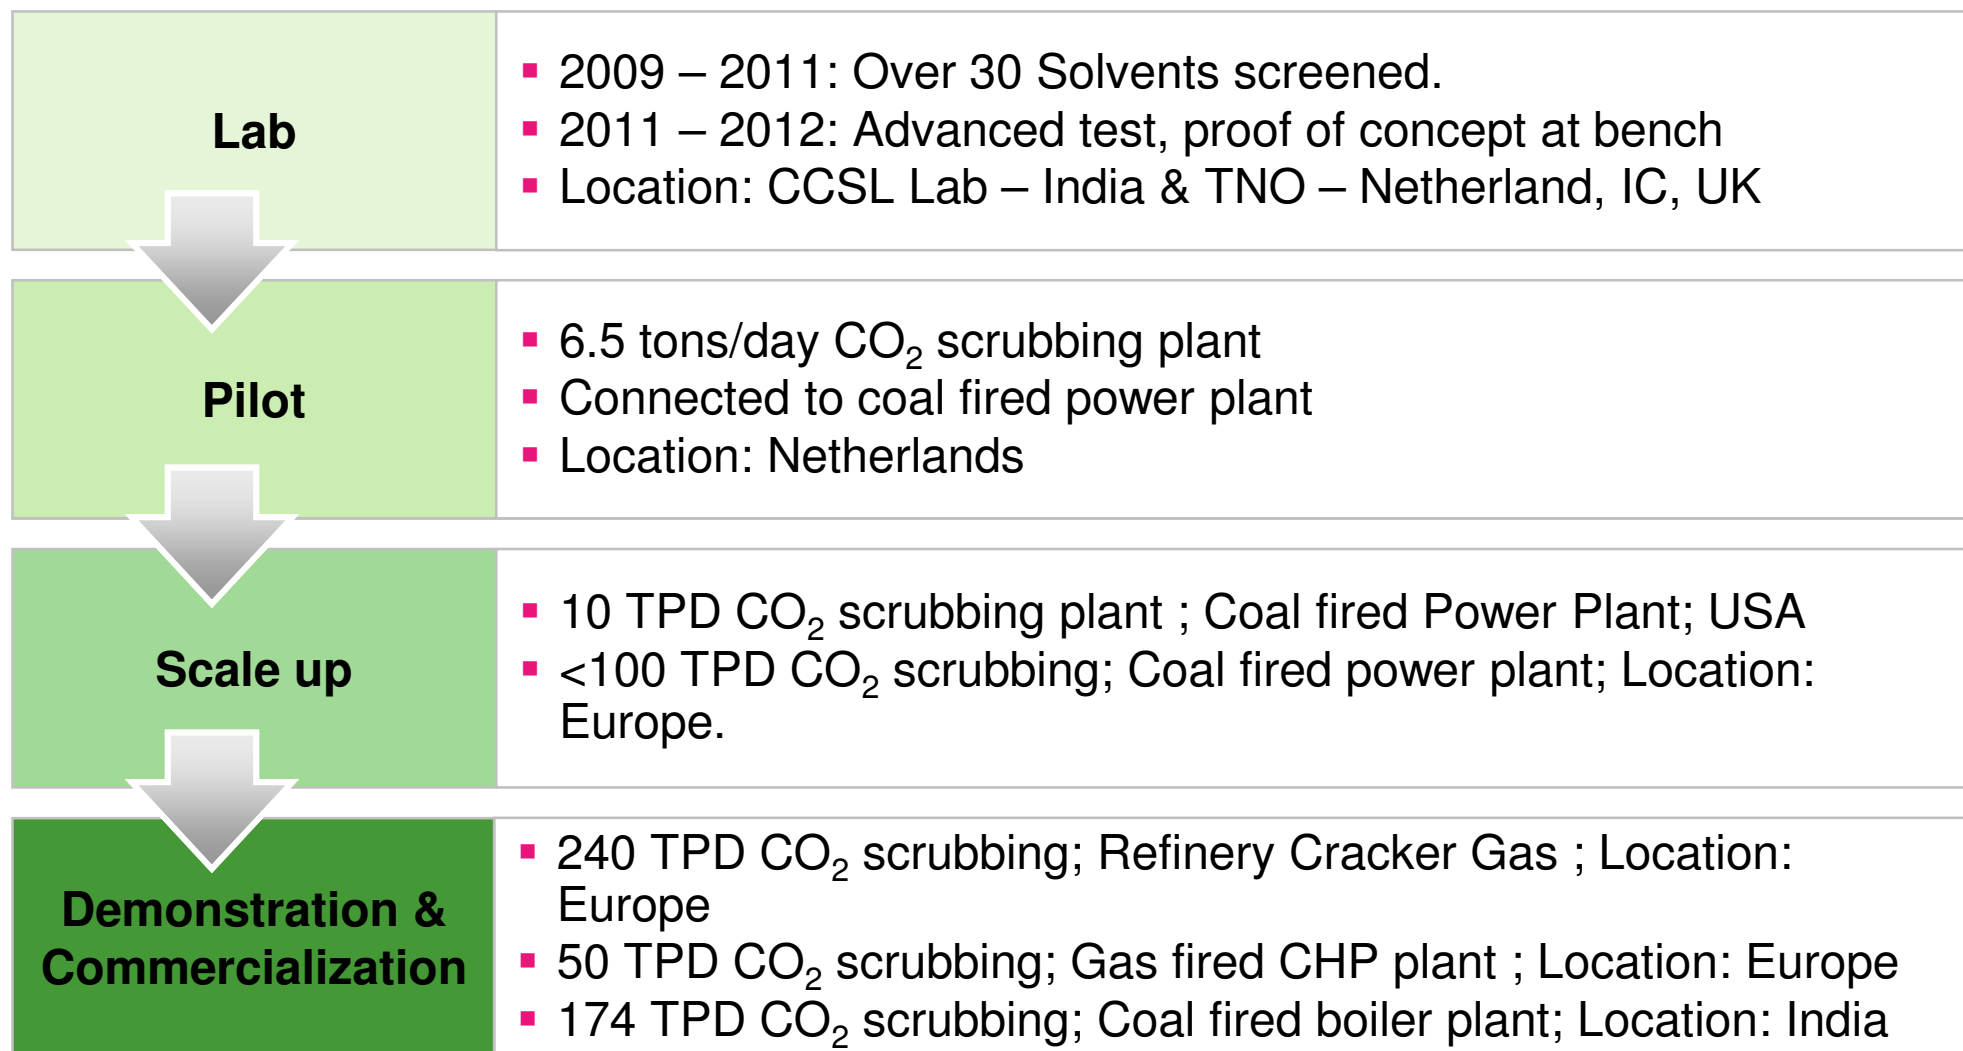 Lab
▪ 2009 – 2011: Over 30 Solvents screened.
▪ 2011 – 2012: Advanced test, proof of concept at bench
▪ Location: CCSL Lab – India & TNO – Netherland, IC, UK
Pilot
▪ 6.5 tons/day CO₂ scrubbing plant
▪ Connected to coal fired power plant
▪ Location: Netherlands
Scale up
▪ 10 TPD CO₂ scrubbing plant ; Coal fired Power Plant; USA
▪ <100 TPD CO₂ scrubbing; Coal fired power plant; Location:
Europe.
Demonstration &
Commercialization
▪ 240 TPD CO₂ scrubbing; Refinery Cracker Gas ; Location:
Europe
▪ 50 TPD CO₂ scrubbing; Gas fired CHP plant ; Location: Europe
▪ 174 TPD CO₂ scrubbing; Coal fired boiler plant; Location: India